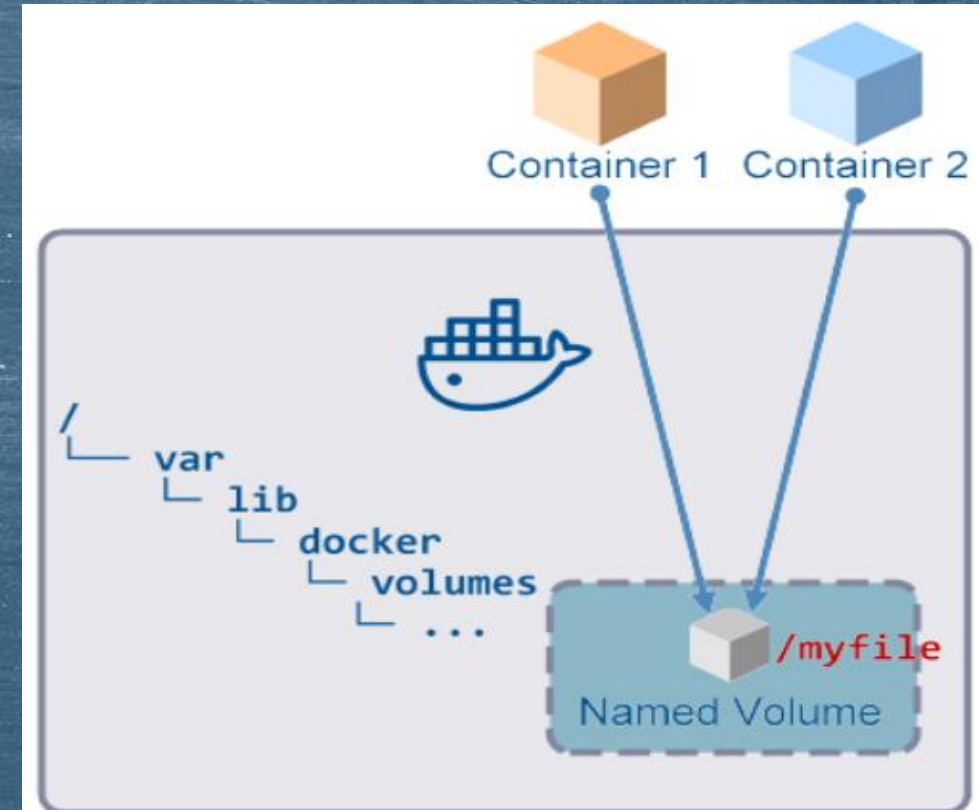 Container 1 Container 2
/
└── var
└─ lib
└─ docker
└─ volumes
└─ ...
/myfile
Named Volume